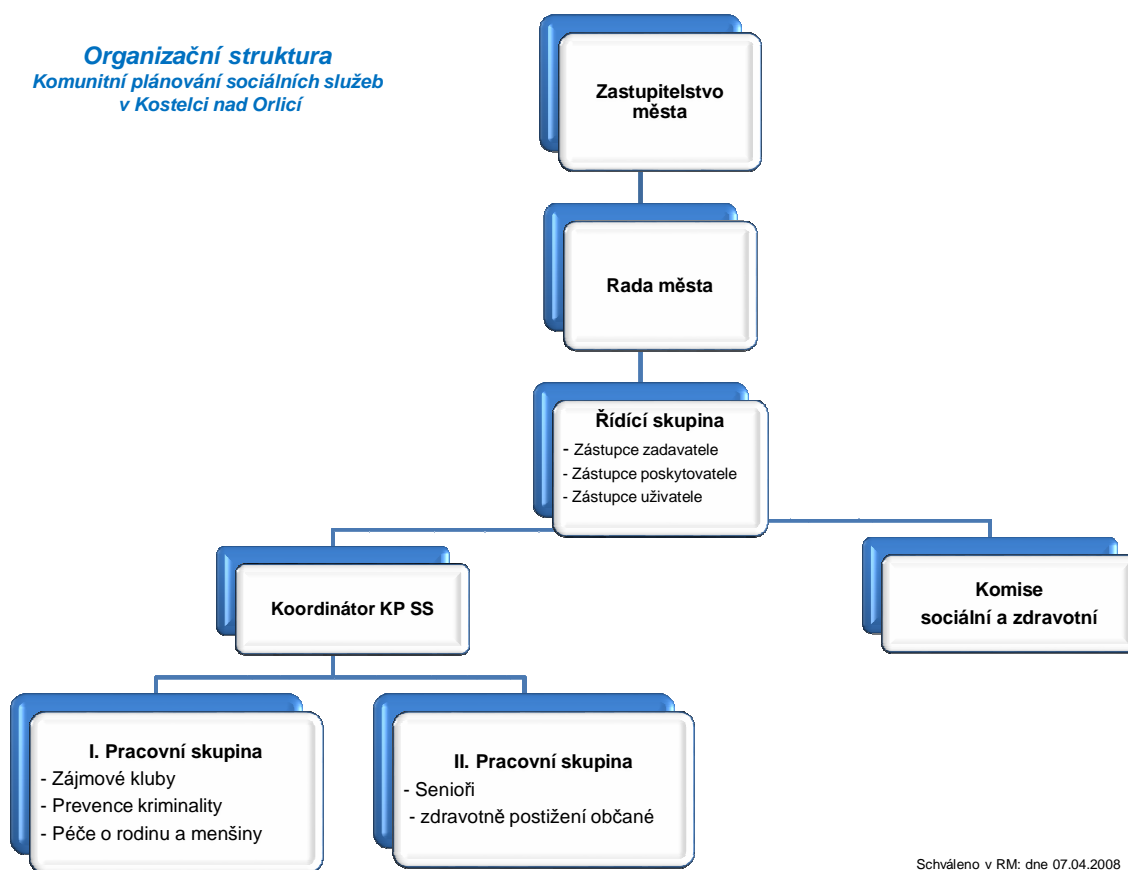 Organizační struktura
Komunitní plánování sociálních služeb
v Kostelci nad Orlicí
Zastupitelstvo
města
Rada města
Řídící skupina
- Zástupce zadavatele
- Zástupce poskytovatele
- Zástupce uživatele
Koordinátor KP SS
Komise
sociální a zdravotní
I. Pracovní skupina
- Zájmové kluby
- Prevence kriminality
- Péče o rodinu a menšiny
II. Pracovní skupina
- Senioři
- zdravotně postižení občané
Schváleno v RM: dne 07.04.2008